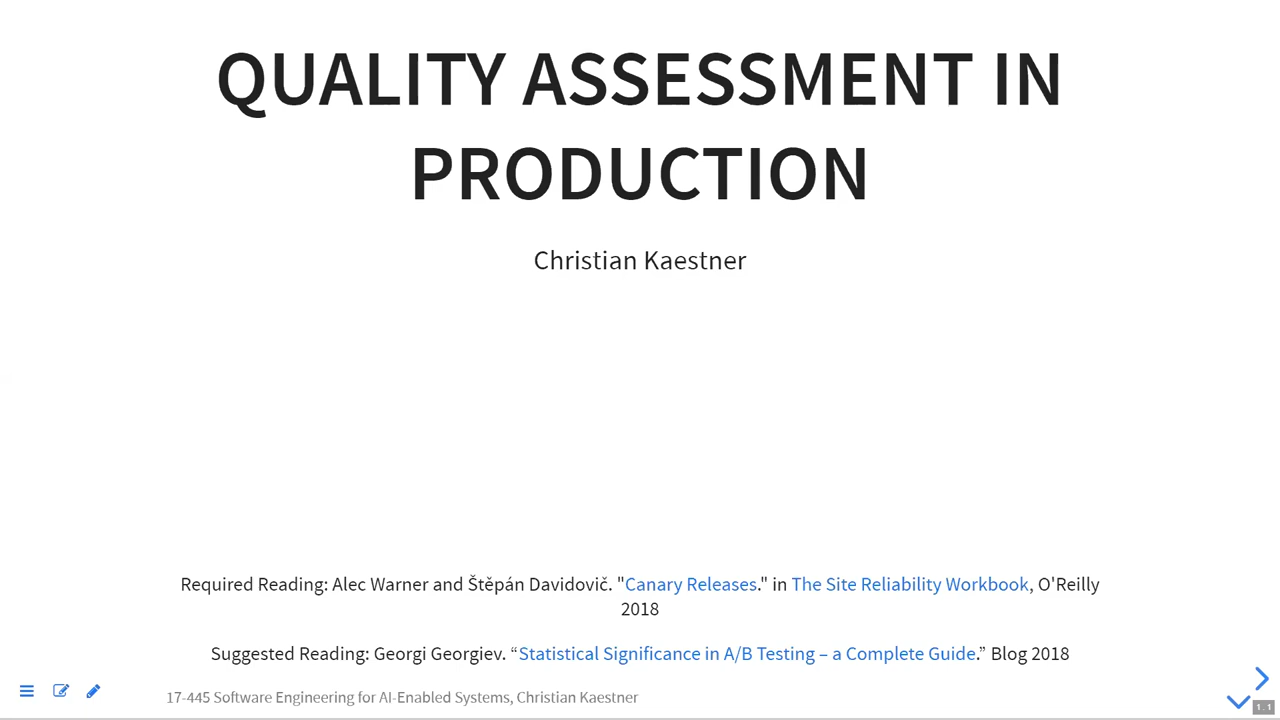 QUALITY ASSESSMENT IN
PRODUCTION
Christian Kaestner
Required Reading: Alec Warner and Štěpán Davidovič. "Canary Releases." in The Site Reliability Workbook, O'Reilly
2018
Suggested Reading: Georgi Georgiev. “Statistical Significance in A/B Testing – a Complete Guide.” Blog 2018
17-445 Software Engineering for AI-Enabled Systems, Christian Kaestner
1.1